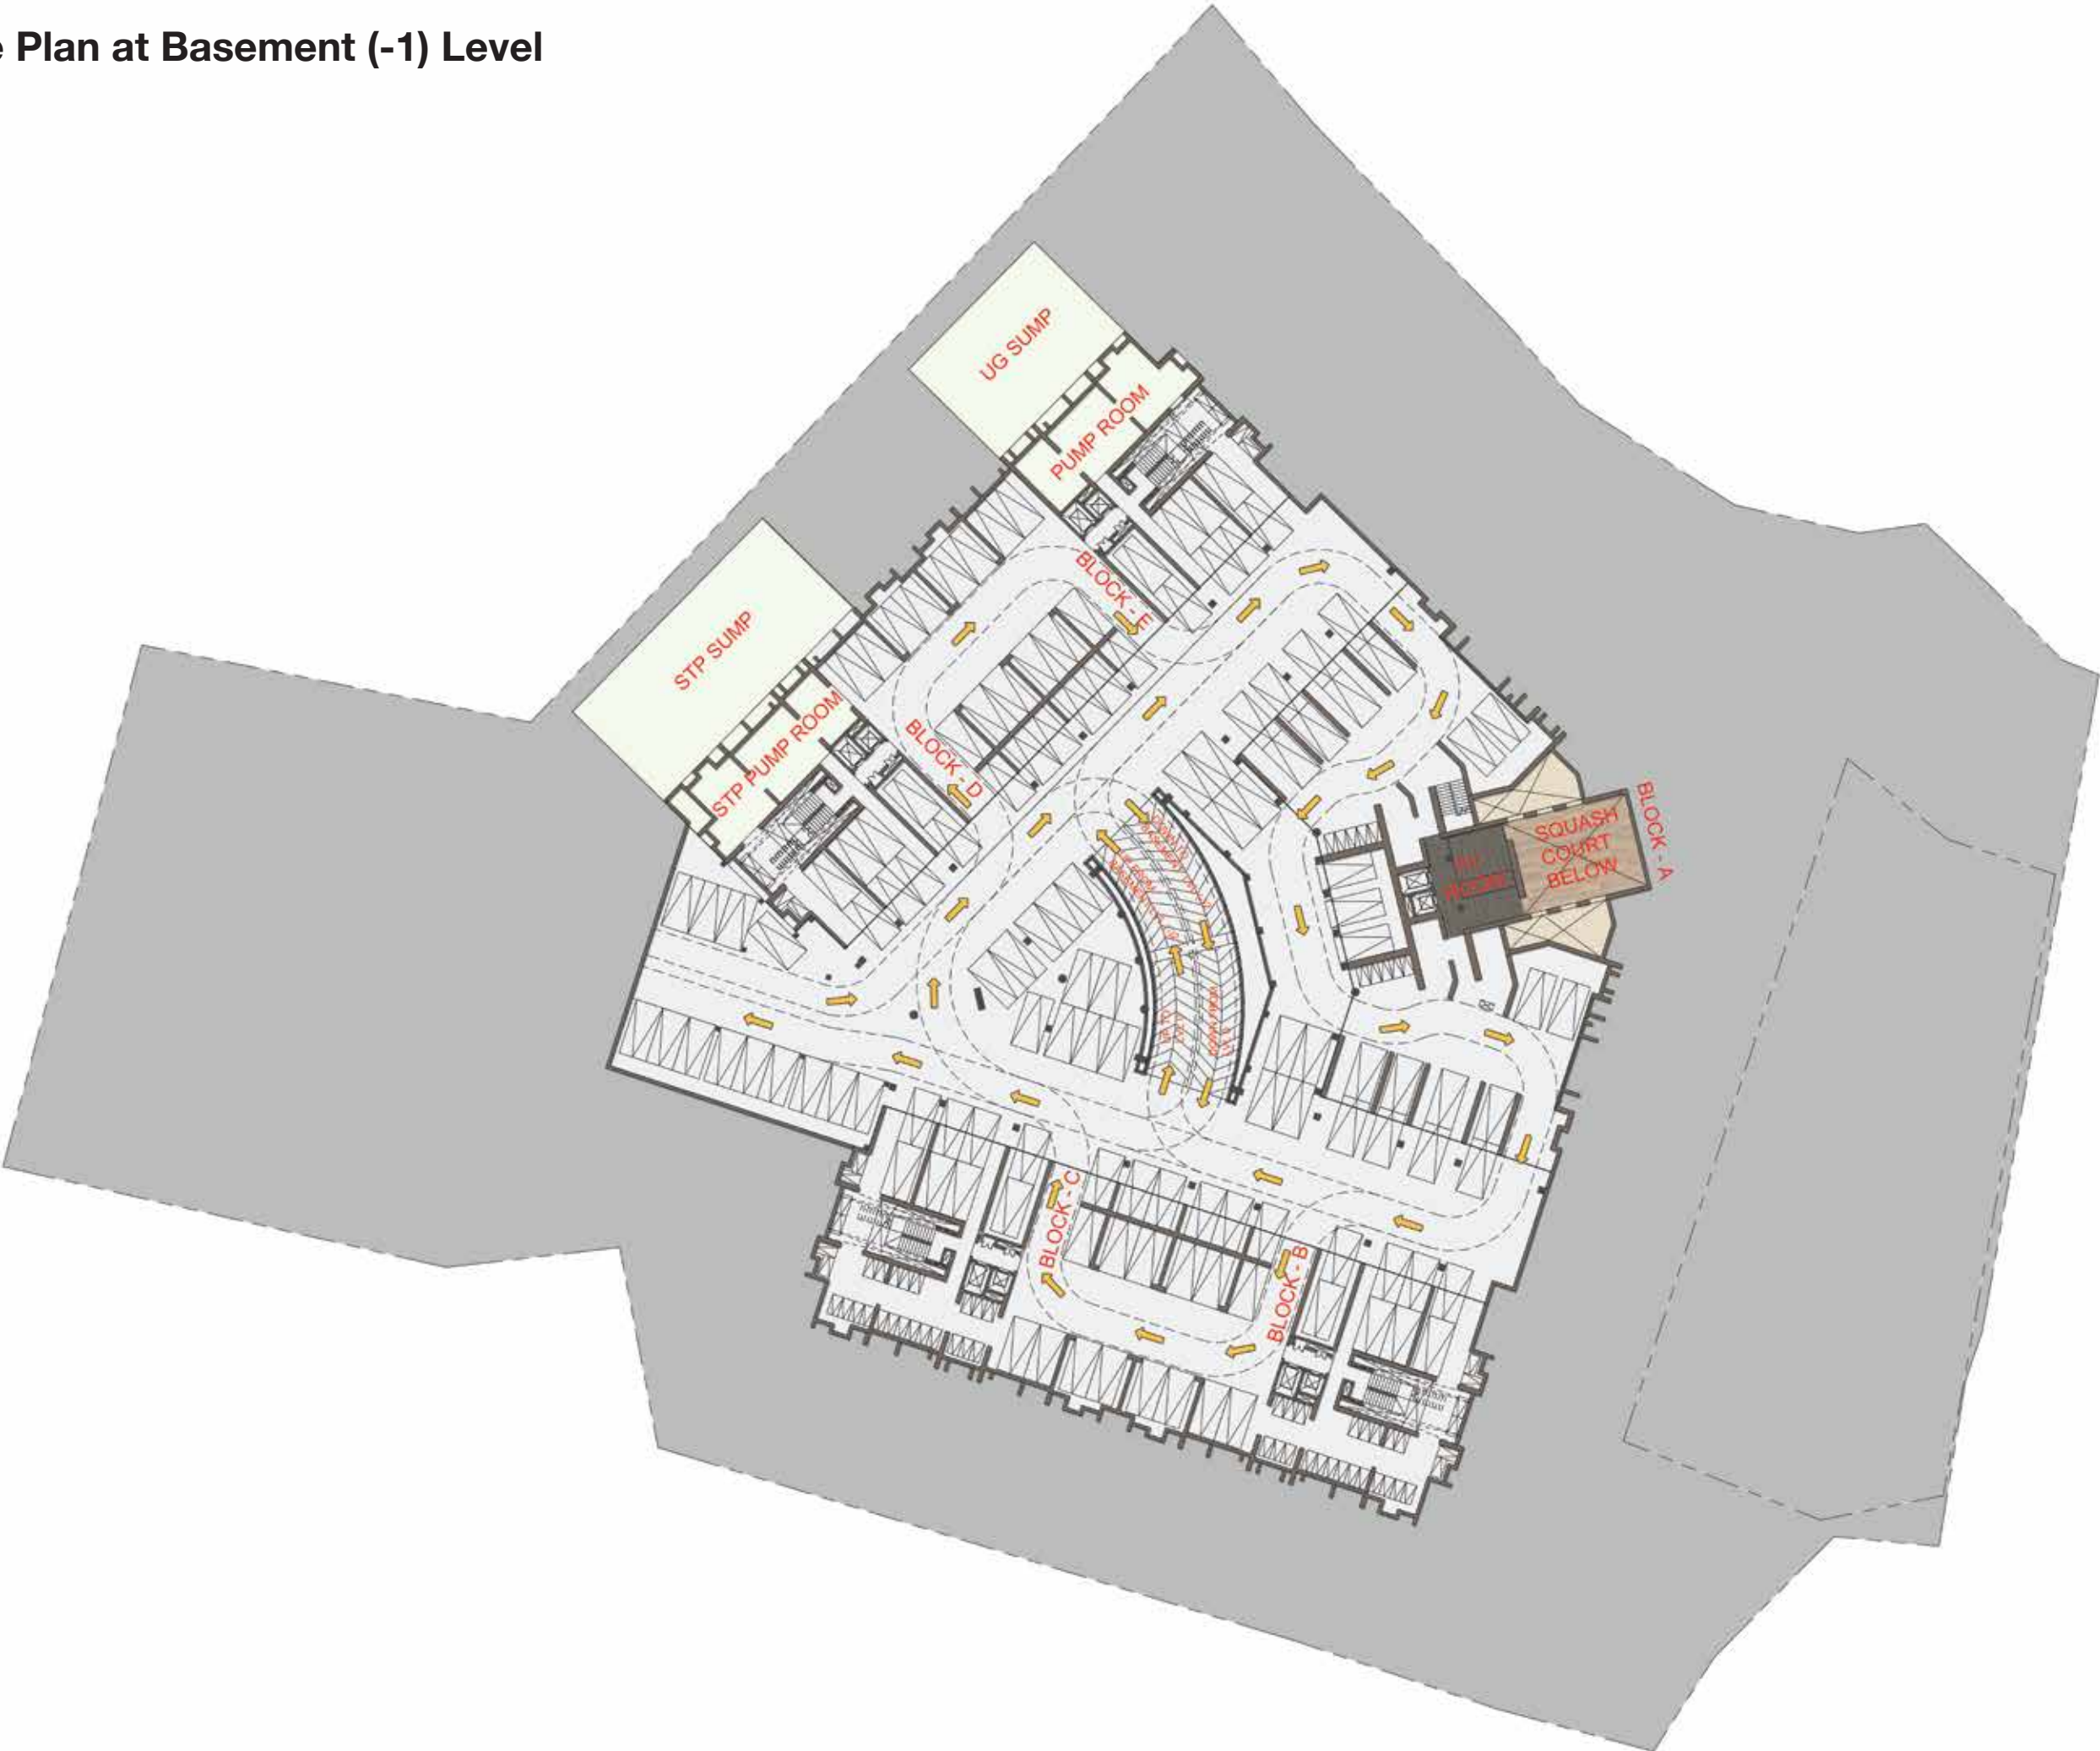 e Plan at Basement (-1) Level
UG SUMP
PUMP ROOM
STP SUMP
STP PUMP ROOM
BLOCK - E
BLOCK - D
SQUASH
COURT
BELOW
BLOCK - A
BLOCK - C
BLOCK - B